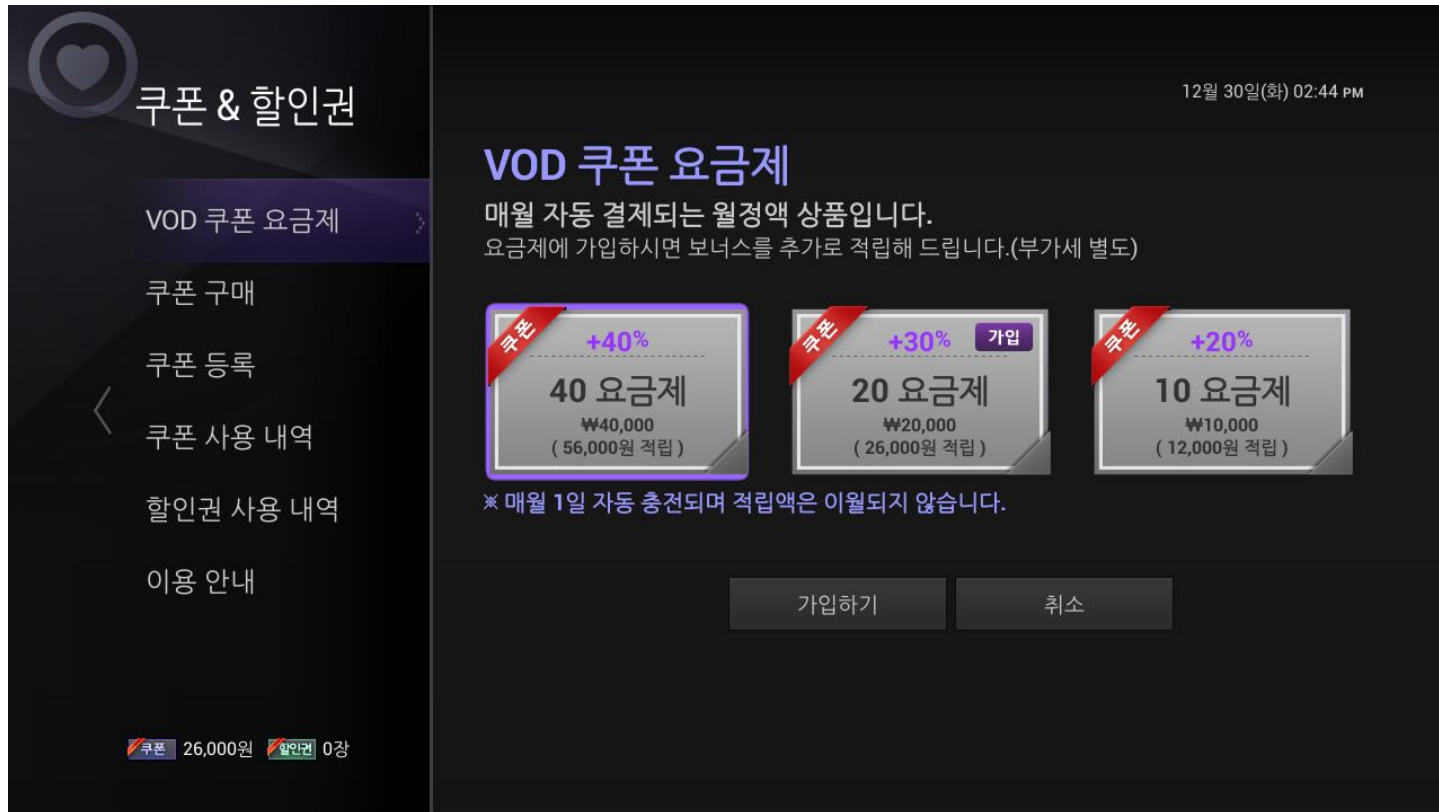 쿠폰 & 할인권
VOD 쿠폰 요금제
쿠폰 구매
쿠폰 등록
쿠폰 사용 내역
할인권 사용 내역
이용 안내
쿠폰 26,000원 할인권 0장
12월 30일(화) 02:44 PM
VOD 쿠폰 요금제
매월 자동 결제되는 월정액 상품입니다.
요금제에 가입하시면 보너스를 추가로 적립해 드립니다.(부가세 별도)
쿠폰
+40%
40 요금제
₩40,000
( 56,000원 적립 )
쿠폰
+30% 가입
20 요금제
₩20,000
( 26,000원 적립 )
쿠폰
+20%
10 요금제
₩10,000
( 12,000원 적립 )
※ 매월 1일 자동 충전되며 적립액은 이월되지 않습니다.
가입하기 취소